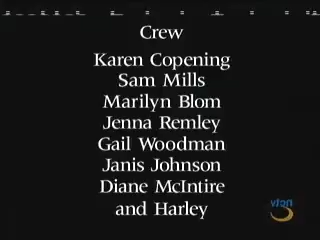 Crew
Karen Copening
Sam Mills
Marilyn Blom
Jenna Remley
Gail Woodman
Janis Johnson
Diane McIntire
and Harley